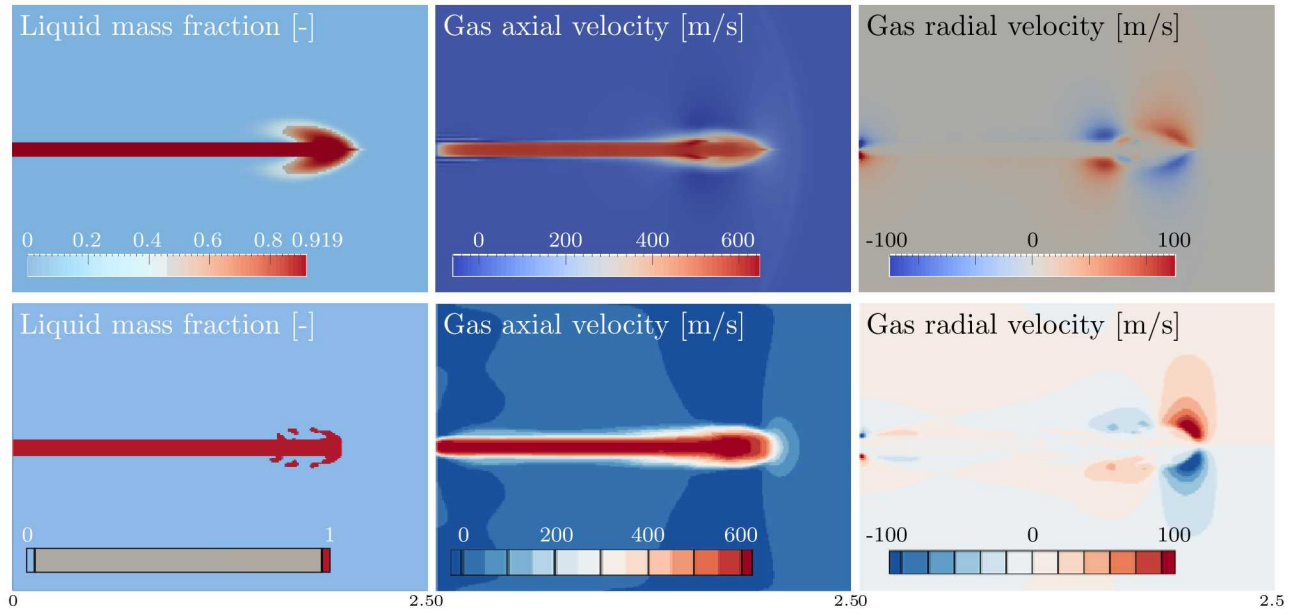 Liquid mass fraction [-]
Gas axial velocity [m/s]
Gas radial velocity [m/s]
0 0.2 0.4 0.6 0.8 0.919
0 200 400 600
-100 0 100
Liquid mass fraction [-]
Gas axial velocity [m/s]
Gas radial velocity [m/s]
0 1
0 200 400 600
-100 0 100
0 2.50 2.50 2.5